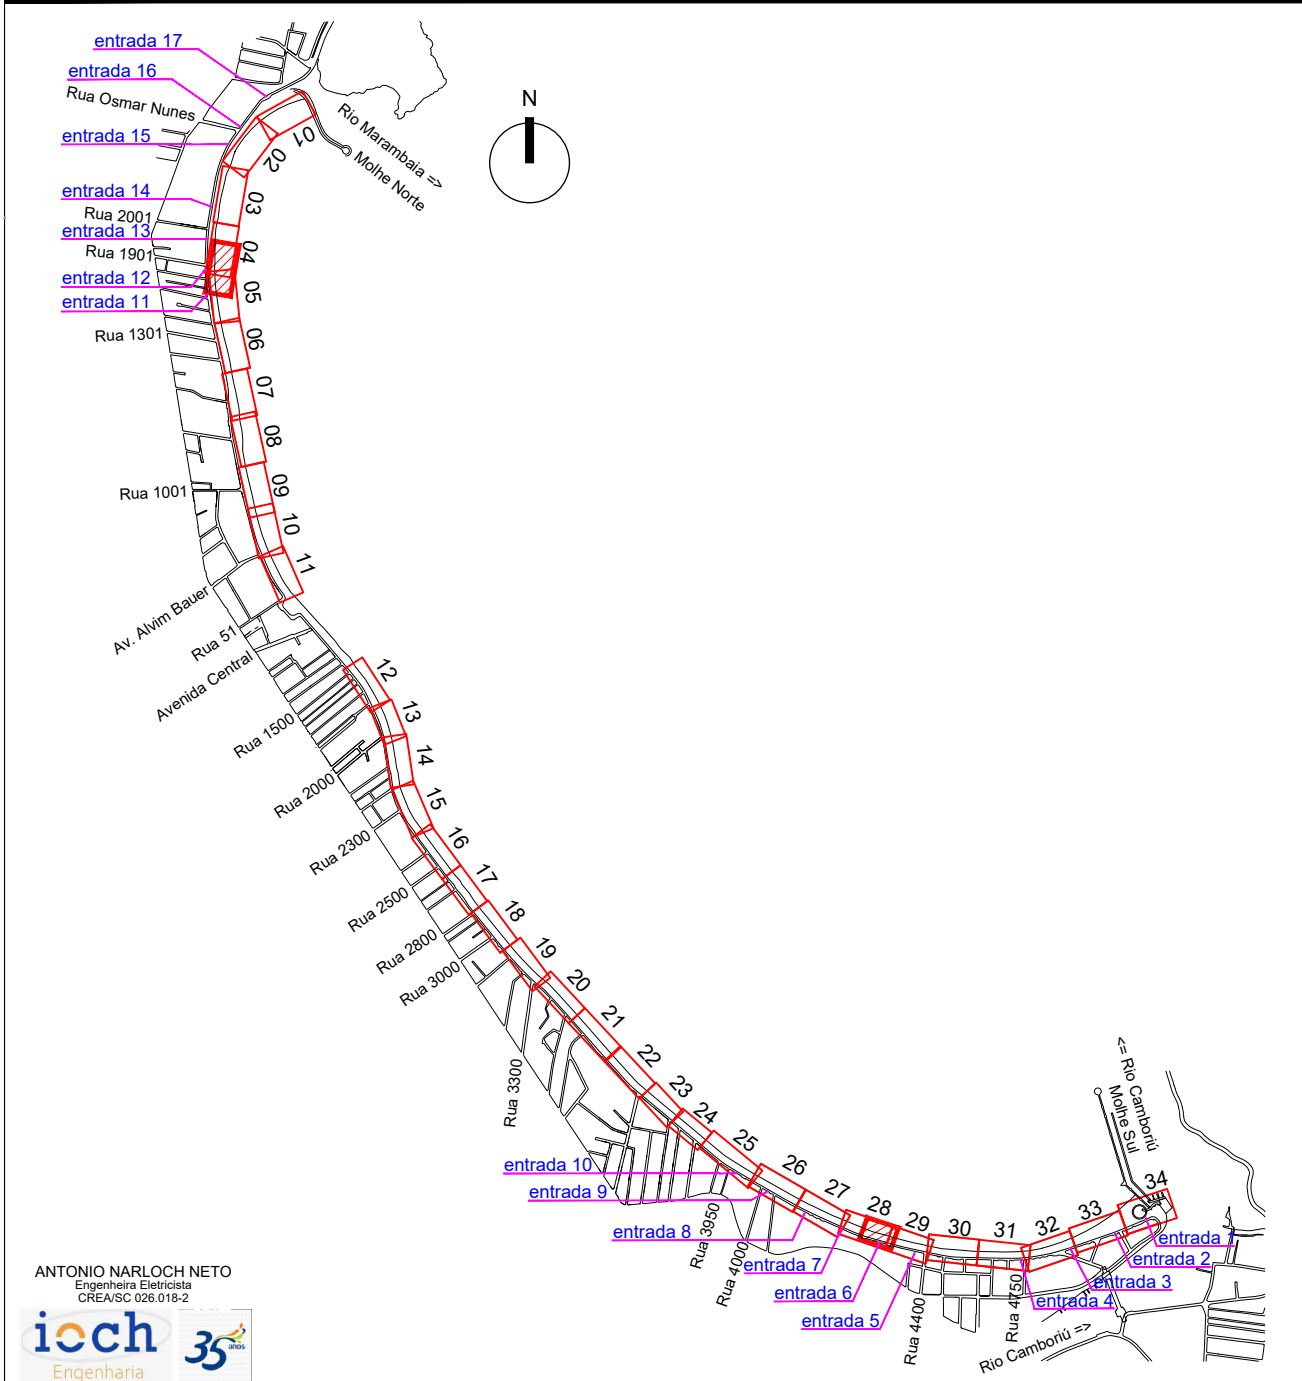 entrada 17
entrada 16
Rua Osmar Nunes
entrada 15
entrada 14
Rua 2001
entrada 13
Rua 1901
entrada 12
entrada 11
Rua 1301
Rua 1001
Av. Alvim Bauer
Rua 51
Avenida Central
Rua 1500
Rua 2000
Rua 2300
Rua 2500
Rua 2800
Rua 3000
Rua 3300
N
Rio Marambaia =>
Molhe Norte
01
02
03
04
05
06
07
08
09
10
11
12
13
14
15
16
17
18
19
20
21
22
23
24
25
26
27
28
29
30
31
32
33
34
<= Rio Camboriú
Molhe Sul
entrada 10
entrada 9
entrada 8
Rua 3950
Rua 4000
entrada 7
entrada 6
entrada 5
Rua 4400
Rua 4750
entrada 4
entrada 3
entrada 2
entrada 1
Rio Camboriú =>
ANTONIO NARLOCH NETO
Engenheira Eletricista
CREA/SC 026.018-2
ioch
Engenharia
35
anos